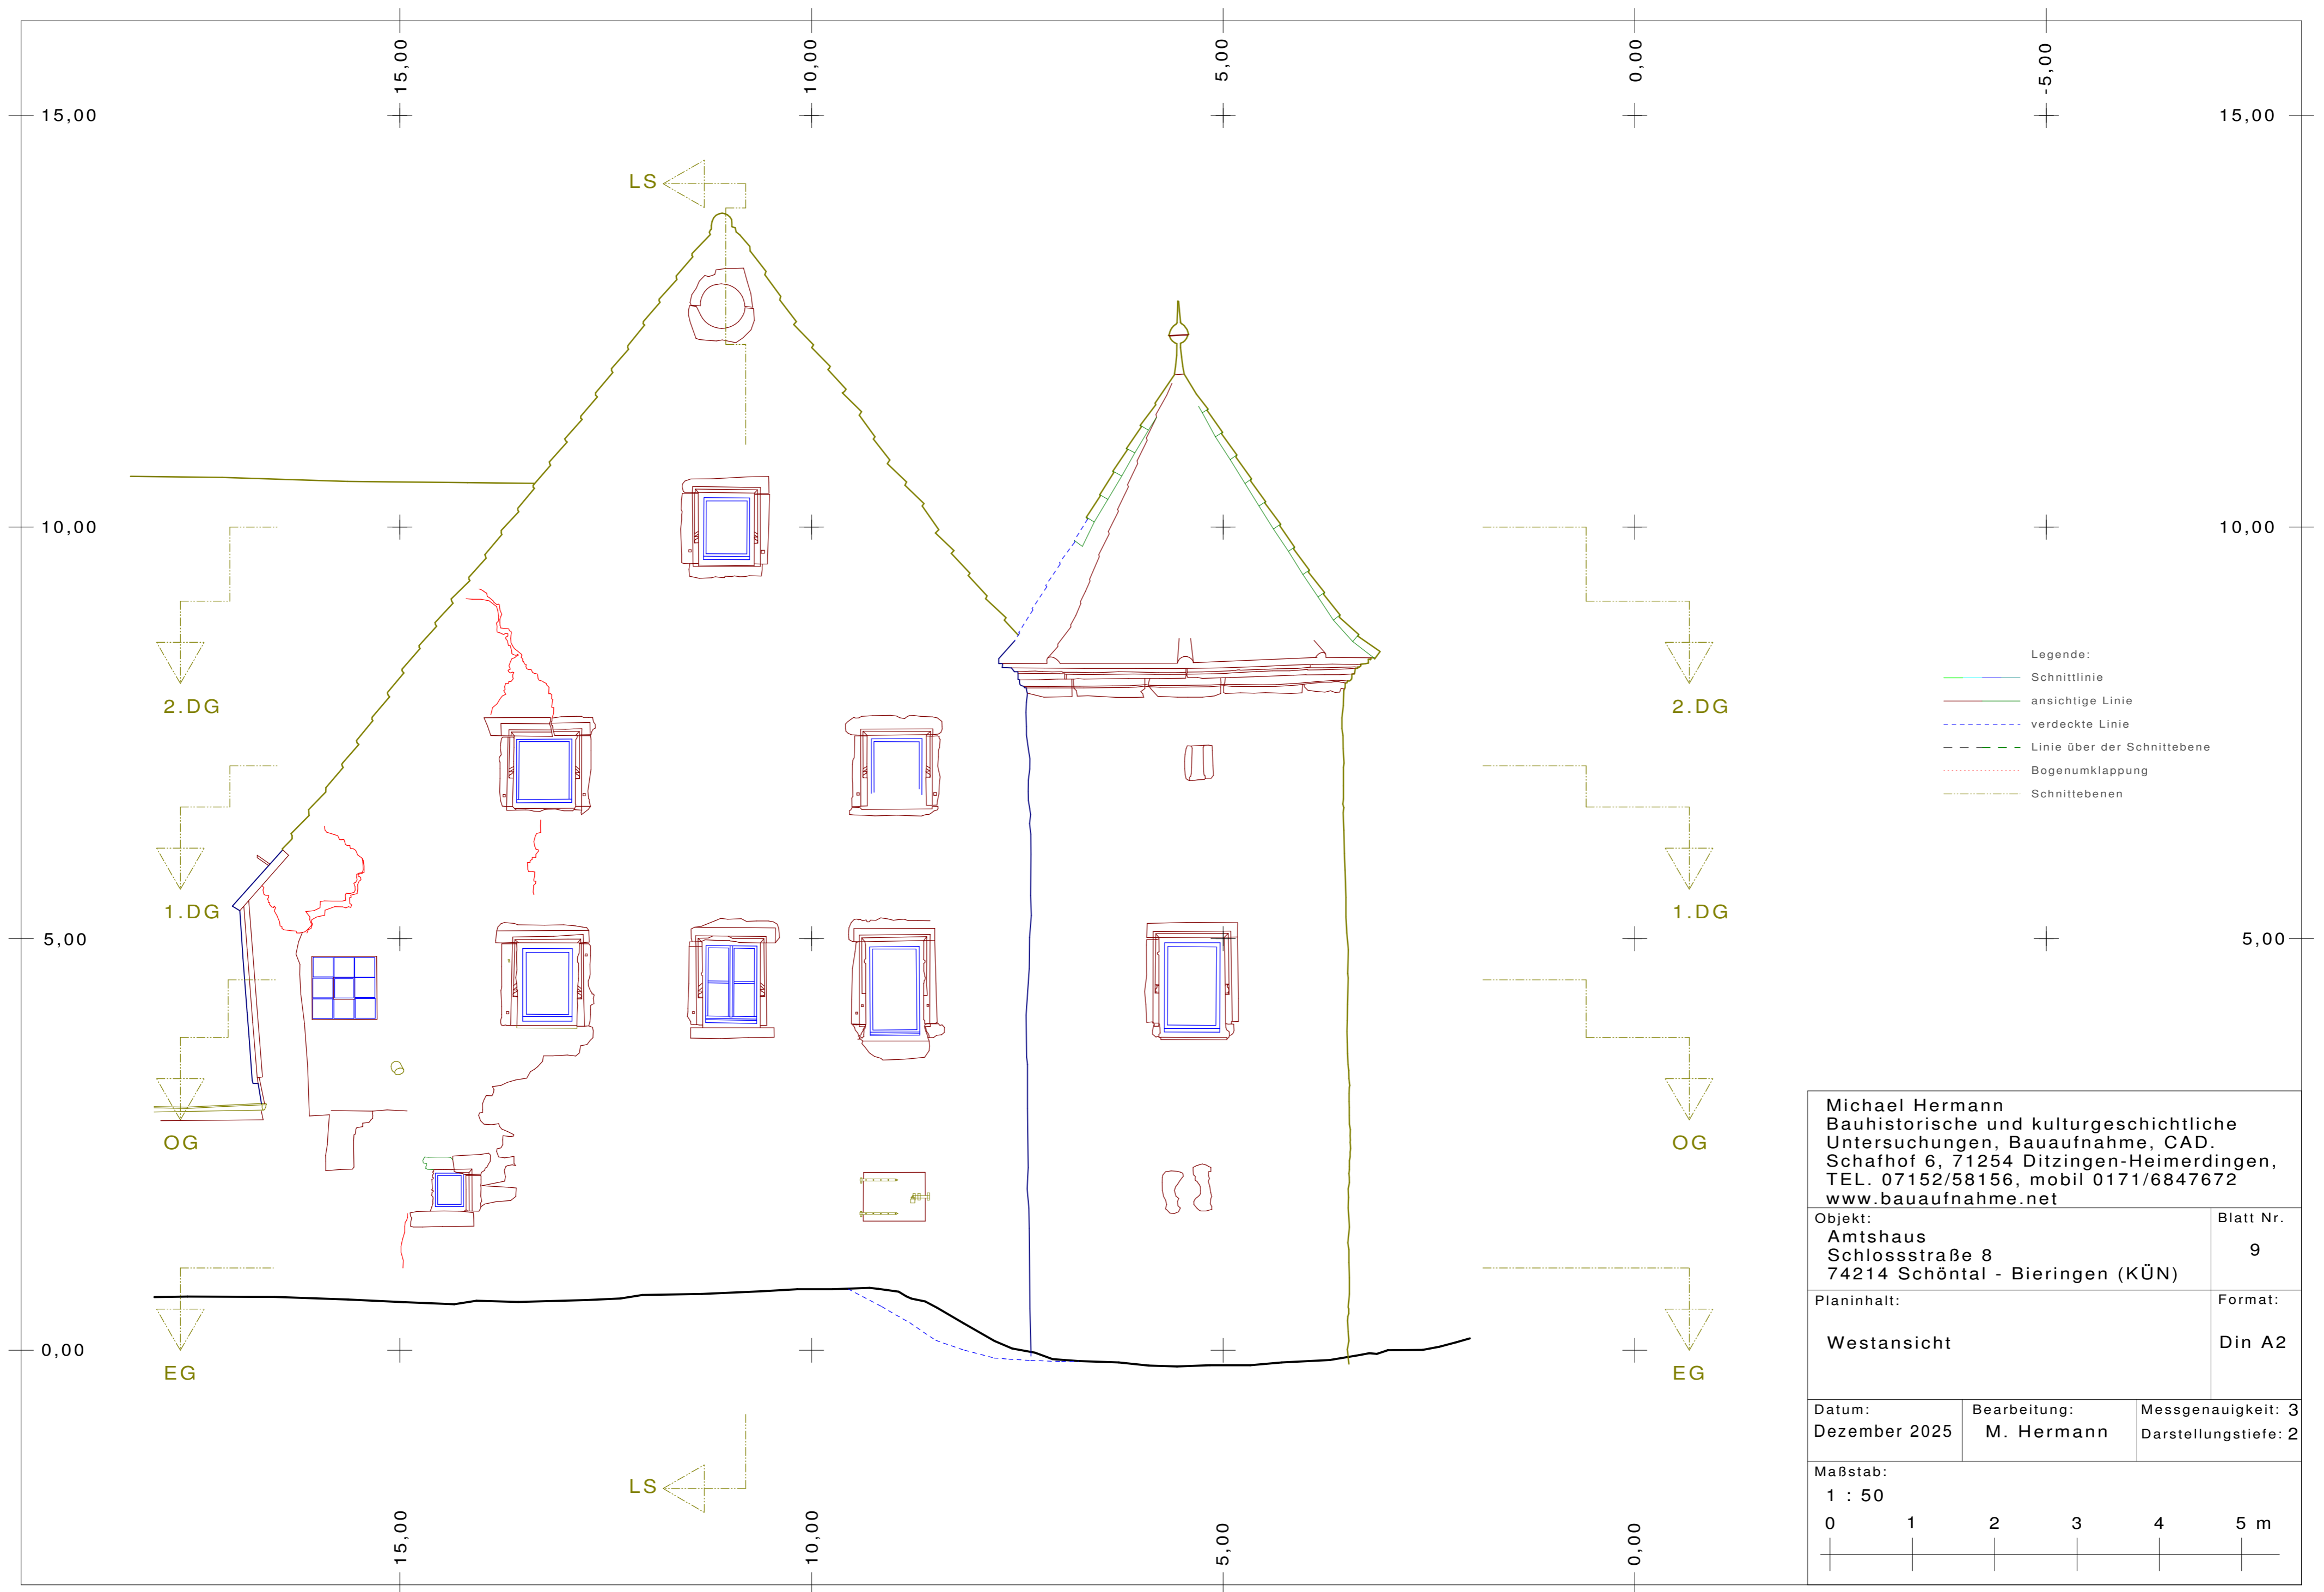 15,00
10,00
5,00
0,00
-5,00
15,00
15,00
LS
10,00
10,00
2.DG
2.DG
Legende:
Schnittlinie
ansichtige Linie
verdeckte Linie
Linie über der Schnittebene
Bogenumklappung
Schnittebenen
1.DG
1.DG
5,00
5,00
OG
OG
0,00
EG
EG
LS
15,00
10,00
5,00
0,00
Michael Hermann
Bauhistorische und kulturgeschichtliche
Untersuchungen, Bauaufnahme, CAD.
Schafhof 6, 71254 Ditzingen-Heimerdingen,
TEL. 07152/58156, mobil 0171/6847672
www.bauaufnahme.net
Objekt:
Amtshaus
Schlossstraße 8
74214 Schöntal - Bieringen (KÜN)
Blatt Nr.
9
Planinhalt:
Westansicht
Format:
Din A2
Datum:
Dezember 2025
Bearbeitung:
M. Hermann
Messgenauigkeit: 3
Darstellungstiefe: 2
Maßstab:
1 : 50
0 1 2 3 4 5 m